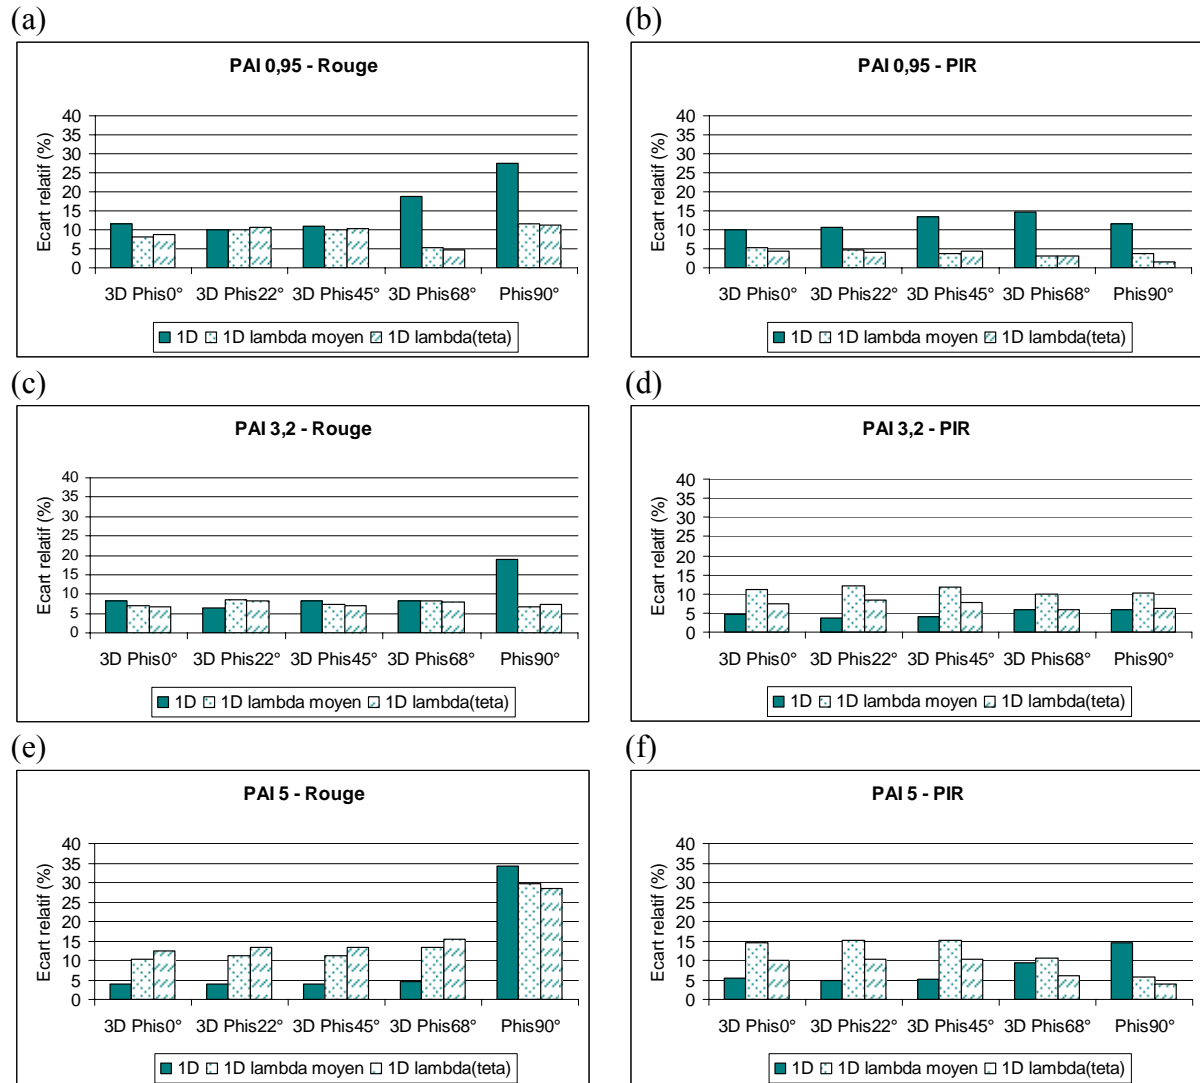 (a)
PAI 0,95 - Rouge
Ecart relatif (%)
40
35
30
25
20
15
10
5
0
3D Phis0° 3D Phis22° 3D Phis45° 3D Phis68° Phis90°
1D 1D lambda moyen 1D lambda(teta)
(b)
PAI 0,95 - PIR
Ecart relatif (%)
40
35
30
25
20
15
10
5
0
3D Phis0° 3D Phis22° 3D Phis45° 3D Phis68° Phis90°
1D 1D lambda moyen 1D lambda(teta)
(c)
PAI 3,2 - Rouge
Ecart relatif (%)
40
35
30
25
20
15
10
5
0
3D Phis0° 3D Phis22° 3D Phis45° 3D Phis68° Phis90°
1D 1D lambda moyen 1D lambda(teta)
(d)
PAI 3,2 - PIR
Ecart relatif (%)
40
35
30
25
20
15
10
5
0
3D Phis0° 3D Phis22° 3D Phis45° 3D Phis68° Phis90°
1D 1D lambda moyen 1D lambda(teta)
(e)
PAI 5 - Rouge
Ecart relatif (%)
40
35
30
25
20
15
10
5
0
3D Phis0° 3D Phis22° 3D Phis45° 3D Phis68° Phis90°
1D 1D lambda moyen 1D lambda(teta)
(f)
PAI 5 - PIR
Ecart relatif (%)
40
35
30
25
20
15
10
5
0
3D Phis0° 3D Phis22° 3D Phis45° 3D Phis68° Phis90°
1D 1D lambda moyen 1D lambda(teta)